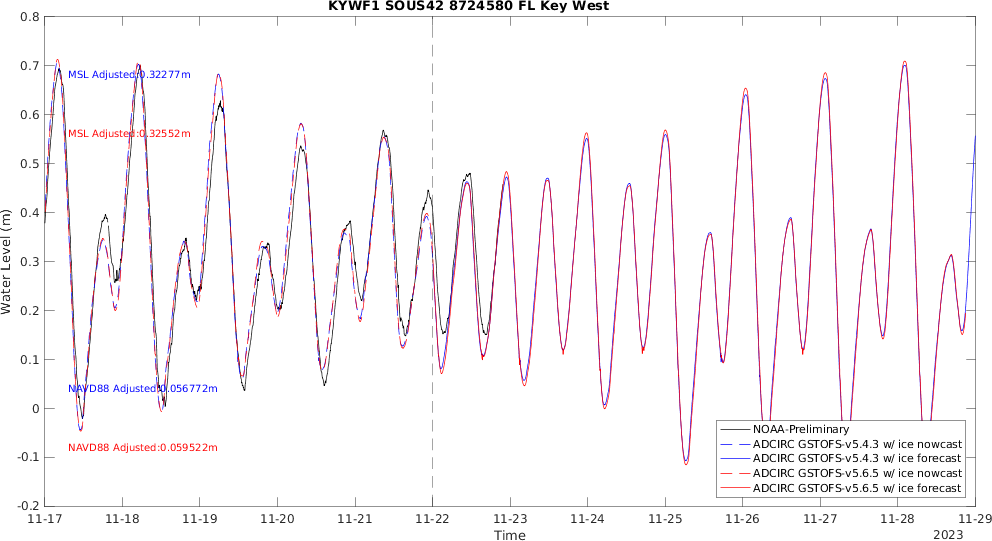 KYWF1 SOUS42 8724580 FL Key West
0.8
0.7
0.6
0.5
0.4
0.3
0.2
0.1
0
-0.1
-0.2
Water Level (m)
MSL Adjusted:0.32277m
MSL Adjusted:0.32552m
NAVD88 Adjusted:0.056772m
NAVD88 Adjusted:0.059522m
NOAA-Preliminary
ADCIRC GSTOFS-v5.4.3 w/ ice nowcast
ADCIRC GSTOFS-v5.4.3 w/ ice forecast
ADCIRC GSTOFS-v5.6.5 w/ ice nowcast
ADCIRC GSTOFS-v5.6.5 w/ ice forecast
11-17 11-18 11-19 11-20 11-21 11-22 11-23 11-24 11-25 11-26 11-27 11-28 11-29
Time
2023